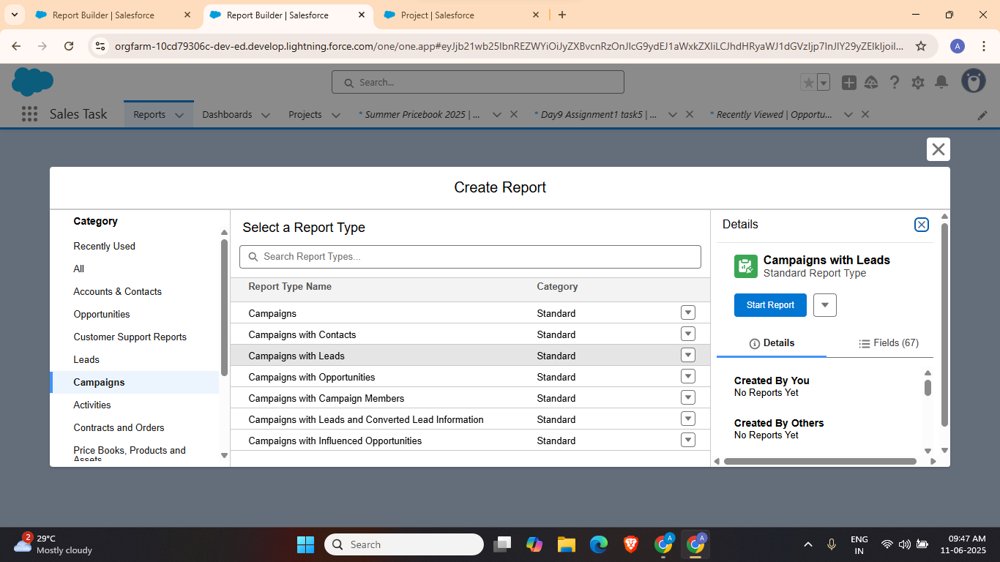 Report Builder | Salesforce
Report Builder | Salesforce
Project | Salesforce
orgfarm-10cd79306c-dev-ed.develop.lightning.force.com/one/one.app#eyJjb21wb25lbnREZWYiOiJyZXBvcnRzOnJlcG9ydEJ1aWxkZXIiLCJhdHRyaWJ1dGVzIjp7InJlY29yZElkIjoiI...
A
Search...
Sales Task
Reports
Dashboards
Projects
* Summer Pricebook 2025 | ...
* Day9 Assignment1 task5 | ...
* Recently Viewed | Opportu...
Create Report
Category
Recently Used
All
Accounts & Contacts
Opportunities
Customer Support Reports
Leads
Campaigns
Activities
Contracts and Orders
Price Books, Products and
Assets
Select a Report Type
Search Report Types...
Report Type Name Category
Campaigns Standard
Campaigns with Contacts Standard
Campaigns with Leads Standard
Campaigns with Opportunities Standard
Campaigns with Campaign Members Standard
Campaigns with Leads and Converted Lead Information Standard
Campaigns with Influenced Opportunities Standard
Details
Campaigns with Leads
Standard Report Type
Start Report
Details
Fields (67)
Created By You
No Reports Yet
Created By Others
No Reports Yet
2
29°C
Mostly cloudy
Search
A
A
ENG
IN
09:47 AM
11-06-2025